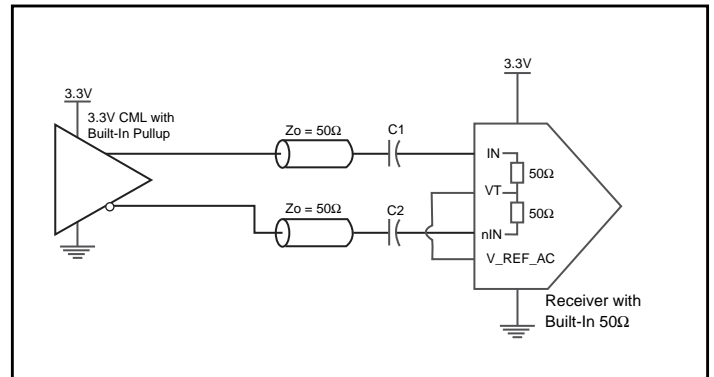 3.3V
3.3V
3.3V CML with
Built-In Pullup
Zo = 50Ω
C1
IN
50Ω
VT
Zo = 50Ω
C2
50Ω
nIN
V_REF_AC
Receiver with
Built-In 50Ω